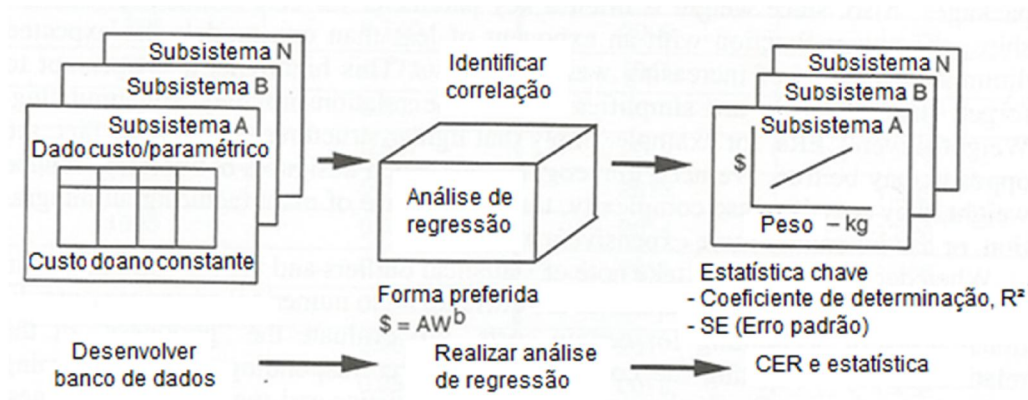 Subsistema N
Subsistema B
Subsistema A
Dado custo/paramétrico
Custo do ano constante
Identificar
correlação
Análise de
regressão
Forma preferida
$ = AWᵇ
Subsistema N
Subsistema B
Subsistema A
$
Peso – kg
Estatística chave
- Coeficiente de determinação, R²
- SE (Erro padrão)
Desenvolver
banco de dados
Realizar análise
de regressão
CER e estatística